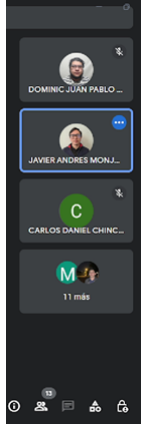 DOMINIC JUAN PABLO ...
JAVIER ANDRES MONJ...
C
CARLOS DANIEL CHINC...
M
11 más
13